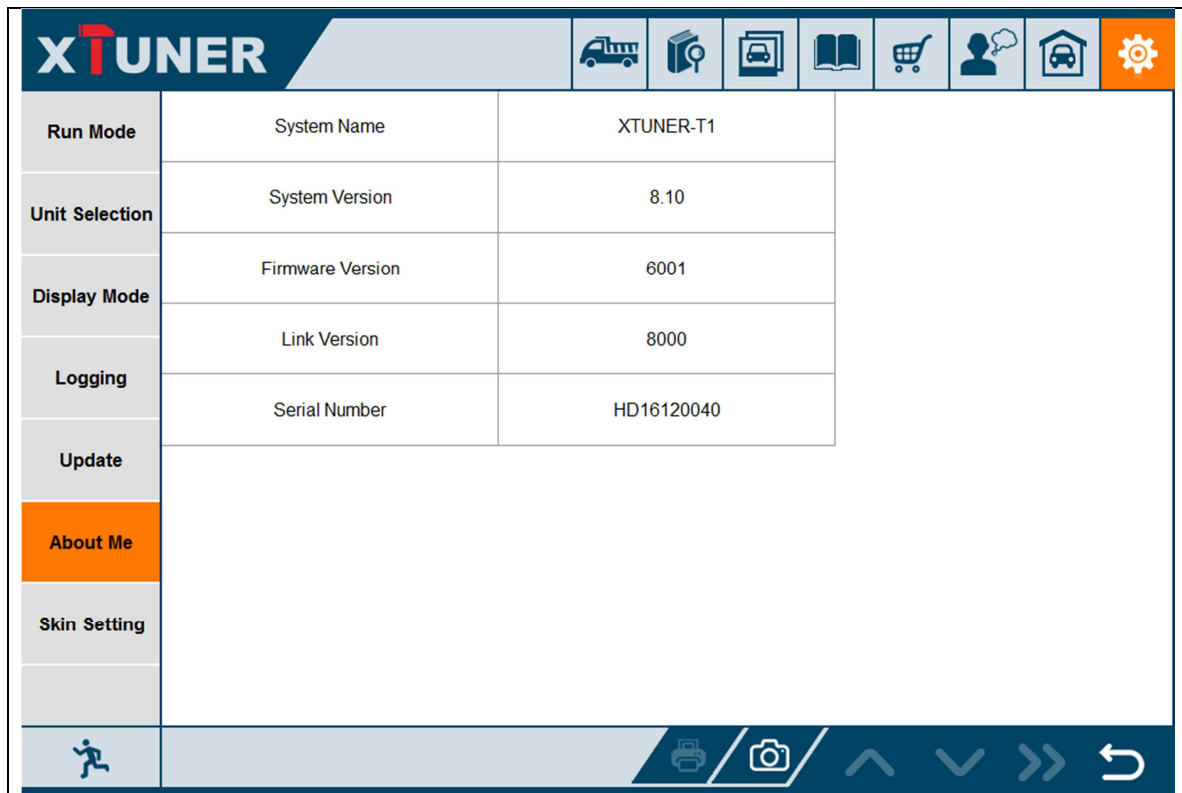 XTUNER
Run Mode
System Name XTUNER-T1
Unit Selection
System Version 8.10
Firmware Version 6001
Display Mode
Link Version 8000
Logging
Serial Number HD16120040
Update
About Me
Skin Setting